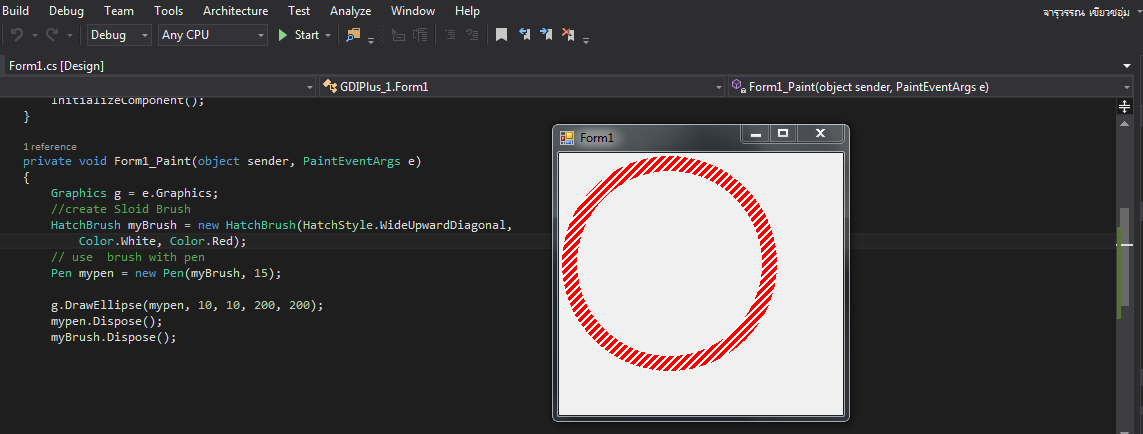 Build Debug Team Tools Architecture Test Analyze Window Help
จารุวรรณ เขียวชอุ่ม
Debug Any CPU Start
Form1.cs [Design]
GDIPlus_1.Form1 Form1_Paint(object sender, PaintEventArgs e)
InitializeComponent();
}
1 reference
private void Form1_Paint(object sender, PaintEventArgs e)
{
Graphics g = e.Graphics;
//create Sloid Brush
HatchBrush myBrush = new HatchBrush(HatchStyle.WideUpwardDiagonal,
Color.White, Color.Red);
// use  brush with pen
Pen mypen = new Pen(myBrush, 15);
g.DrawEllipse(mypen, 10, 10, 200, 200);
mypen.Dispose();
myBrush.Dispose();
Form1